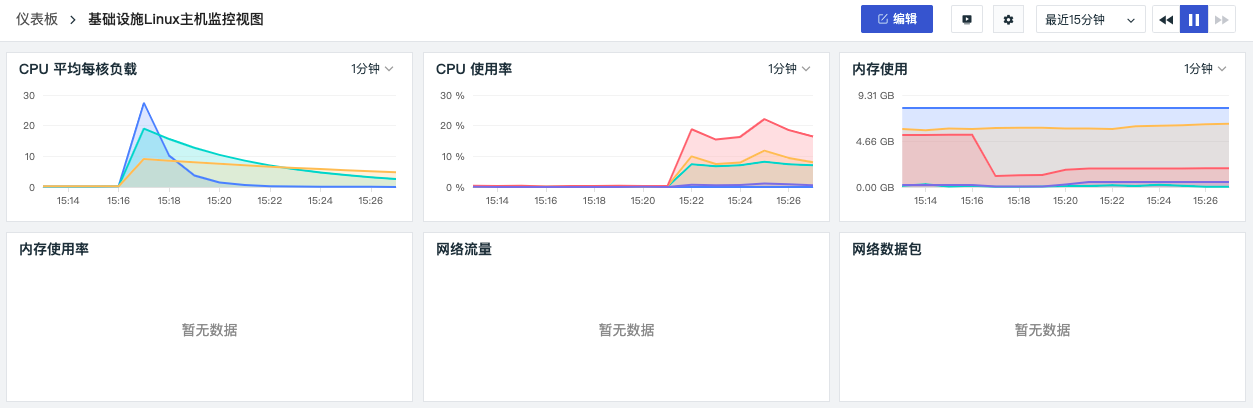 仪表板 > 基础设施Linux主机监控视图 编辑 最近15分钟
CPU 平均每核负载 1分钟
30
20
10
0
15:14 15:16 15:18 15:20 15:22 15:24 15:26
CPU 使用率 1分钟
30 %
20 %
10 %
0 %
15:14 15:16 15:18 15:20 15:22 15:24 15:26
内存使用 1分钟
9.31 GB
4.66 GB
0.00 GB
15:14 15:16 15:18 15:20 15:22 15:24 15:26
内存使用率
暂无数据
网络流量
暂无数据
网络数据包
暂无数据